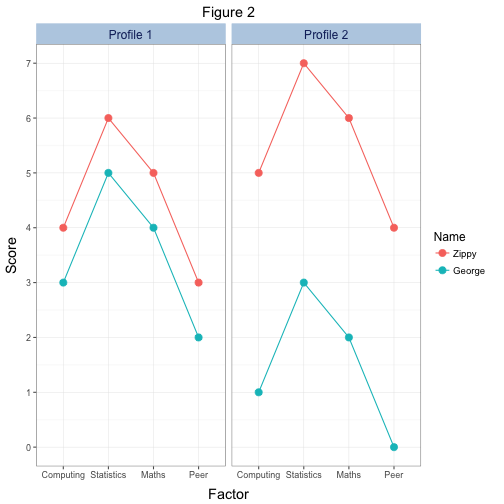 Figure 2
Profile 1 Profile 2
Score
7
6
5
4
3
2
1
0
Computing Statistics Maths Peer Computing Statistics Maths Peer
Factor
Name
Zippy
George